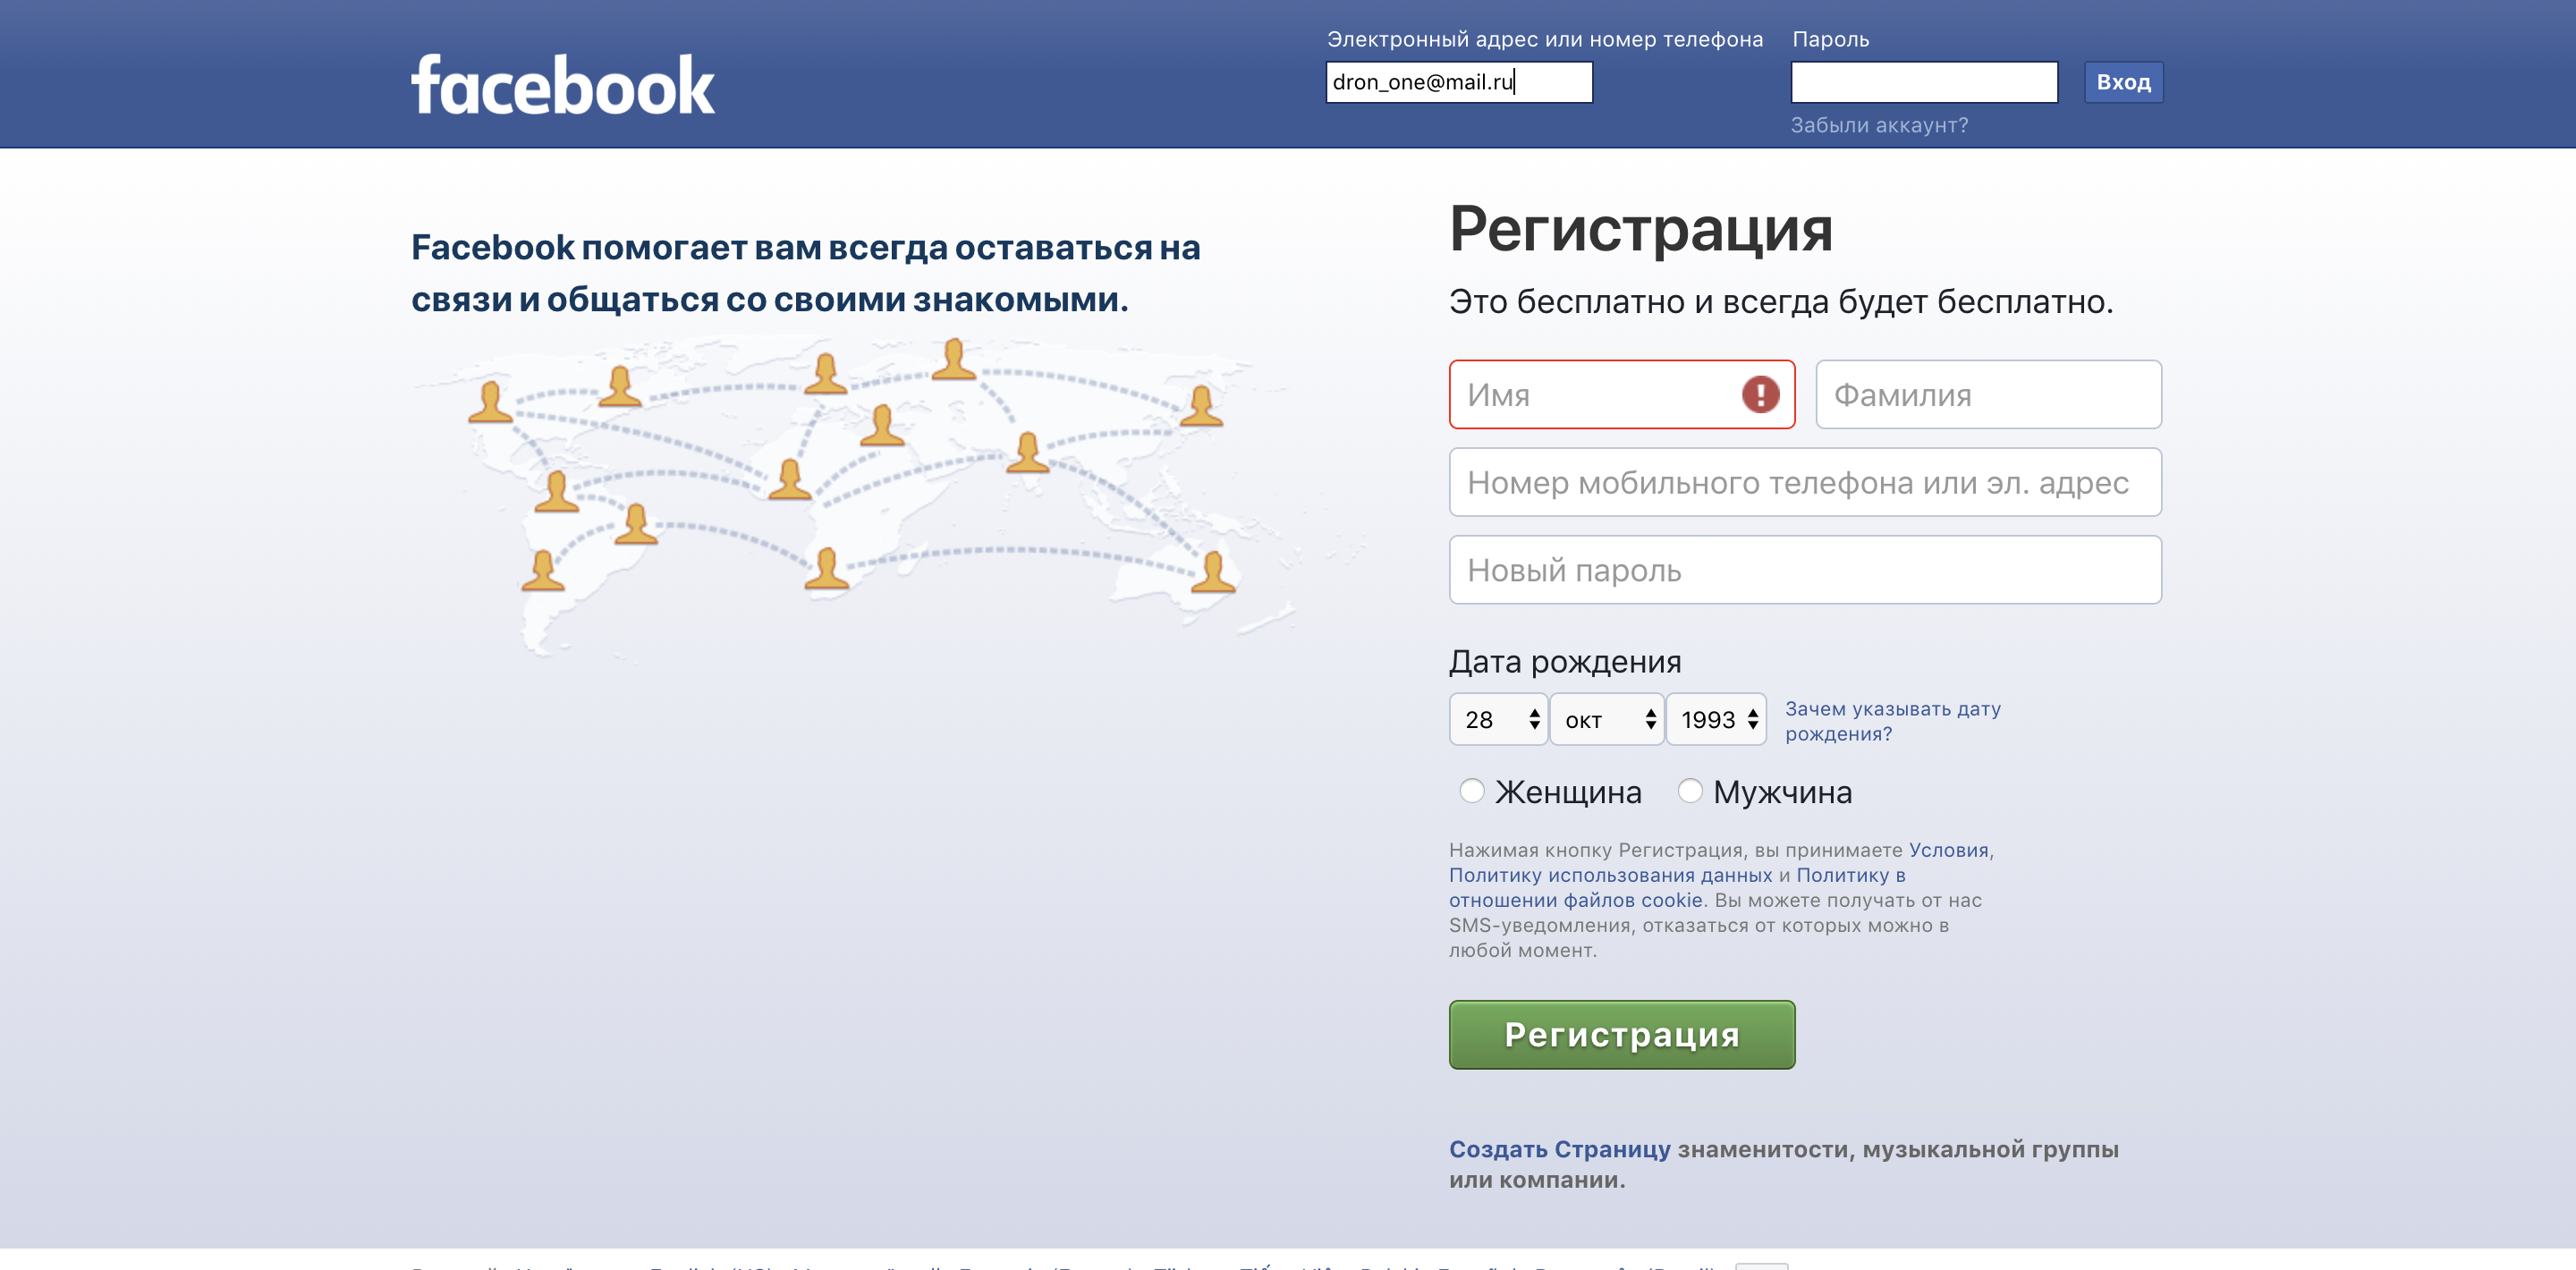 facebook
Электронный адрес или номер телефона
Пароль
dron_one@mail.ru
Вход
Забыли аккаунт?
Facebook помогает вам всегда оставаться на
связи и общаться со своими знакомыми.
Регистрация
Это бесплатно и всегда будет бесплатно.
Имя
Фамилия
Номер мобильного телефона или эл. адрес
Новый пароль
Дата рождения
28
окт
1993
Зачем указывать дату
рождения?
Женщина
Мужчина
Нажимая кнопку Регистрация, вы принимаете Условия,
Политику использования данных и Политику в
отношении файлов cookie. Вы можете получать от нас
SMS-уведомления, отказаться от которых можно в
любой момент.
Регистрация
Создать Страницу знаменитости, музыкальной группы
или компании.